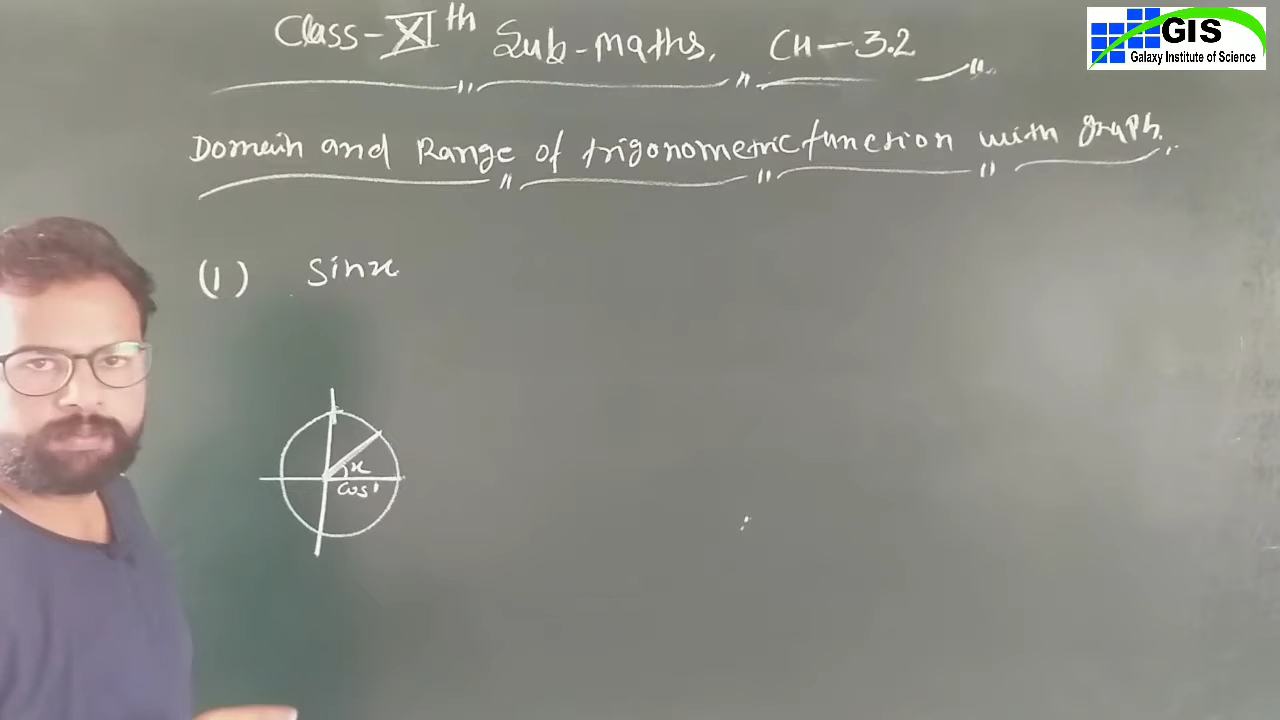 GIS
Galaxy Institute of Science
Class-XIth Sub-Maths, CH-3.2
Domain and Range of trigonometric function with graph.
(1) Sinx
x
cos